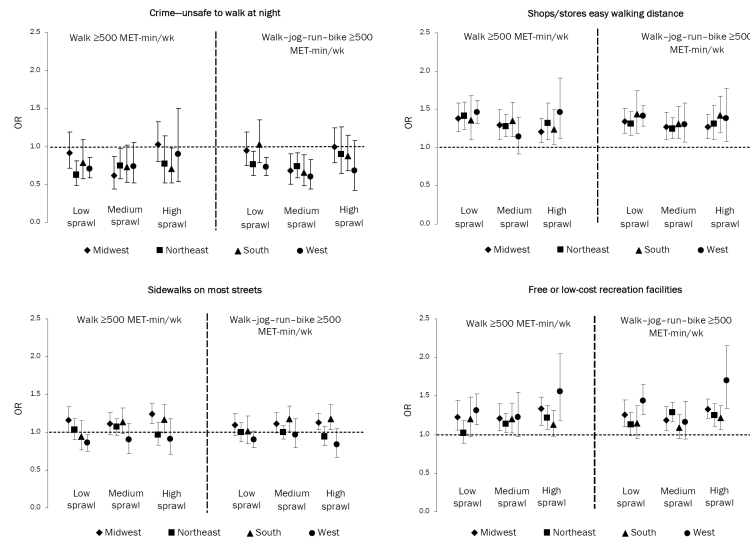 Crime—unsafe to walk at night
Walk ≥500 MET-min/wk
Walk–jog–run–bike ≥500
MET-min/wk
2.5
2.0
1.5
1.0
0.5
0.0
OR
Low
sprawl
Medium
sprawl
High
sprawl
Low
sprawl
Medium
sprawl
High
sprawl
Midwest Northeast South West
Shops/stores easy walking distance
Walk ≥500 MET-min/wk
Walk–jog–run–bike ≥500
MET-min/wk
2.5
2.0
1.5
1.0
0.5
0.0
OR
Low
sprawl
Medium
sprawl
High
sprawl
Low
sprawl
Medium
sprawl
High
sprawl
Midwest Northeast South West
Sidewalks on most streets
Walk ≥500 MET-min/wk
Walk–jog–run–bike ≥500
MET-min/wk
2.5
2.0
1.5
1.0
0.5
0.0
OR
Low
sprawl
Medium
sprawl
High
sprawl
Low
sprawl
Medium
sprawl
High
sprawl
Midwest Northeast South West
Free or low-cost recreation facilities
Walk ≥500 MET-min/wk
Walk–jog–run–bike ≥500
MET-min/wk
2.5
2.0
1.5
1.0
0.5
0.0
OR
Low
sprawl
Medium
sprawl
High
sprawl
Low
sprawl
Medium
sprawl
High
sprawl
Midwest Northeast South West